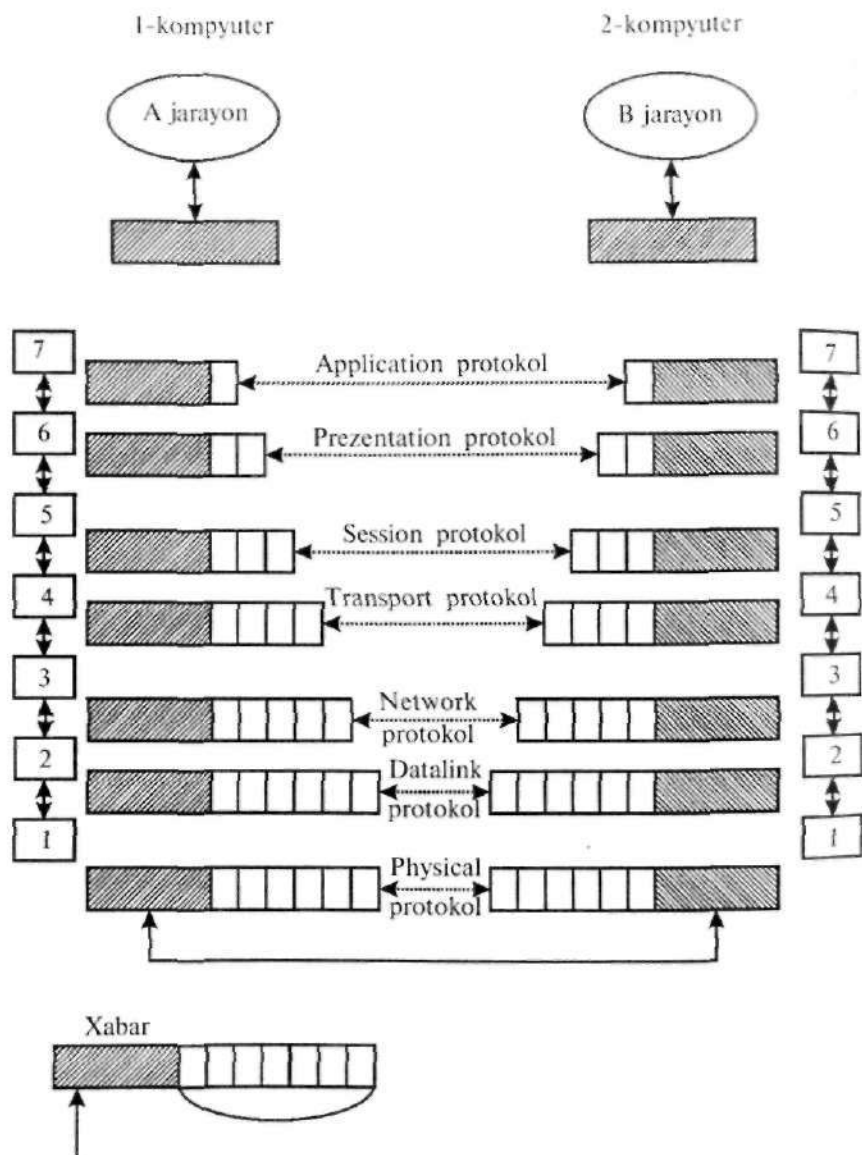 1-kompyuter 2-kompyuter
A jarayon B jarayon
7 Application protokol 7
6 Prezentation protokol 6
5 Session protokol 5
4 Transport protokol 4
3 Network protokol 3
2 Datalink protokol 2
1 Physical protokol 1
Xabar